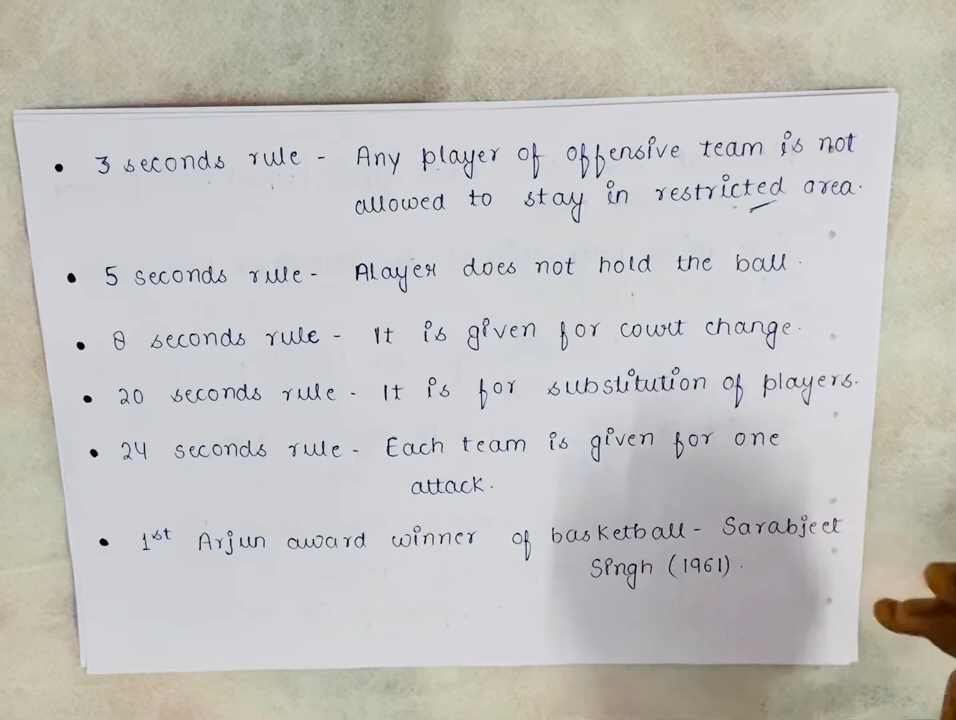 • 3 seconds rule - Any player of offensive team is not
allowed to stay in restricted area.
• 5 seconds rule - Alayer does not hold the ball.
• 8 seconds rule - It is given for court change.
• 20 seconds rule - It is for substitution of players.
• 24 seconds rule - Each team is given for one
attack.
• 1st Arjun award winner of basketball - Sarabjeet
Singh (1961).